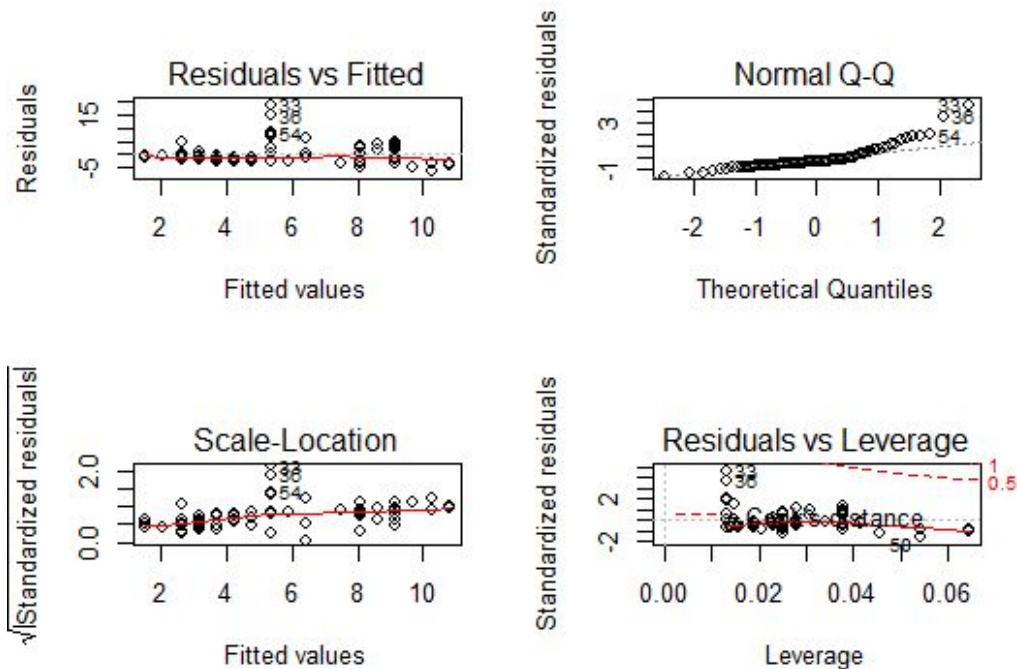 Residuals vs Fitted
Residuals
15
-5
33
36
54
2 4 6 8 10
Fitted values
Normal Q-Q
Standardized residuals
3
-1
33
36
54
-2 -1 0 1 2
Theoretical Quantiles
Scale-Location
√|Standardized residuals|
2.0
0.0
33
36
54
2 4 6 8 10
Fitted values
Residuals vs Leverage
Standardized residuals
2
-2
33
36
1
0.5
Cook's distance
50
0.00 0.02 0.04 0.06
Leverage